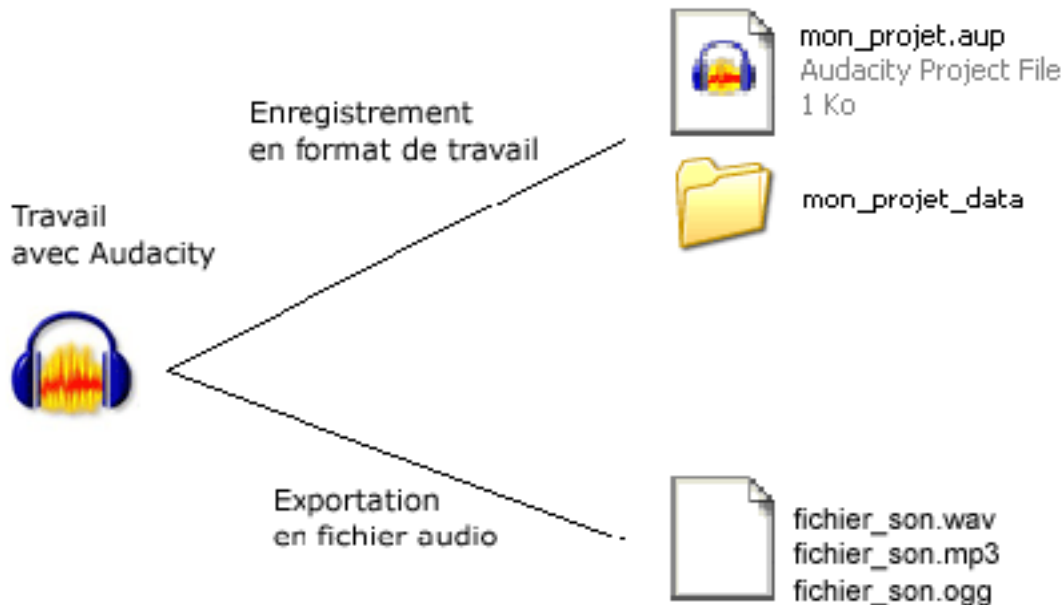 mon_projet.aup
Audacity Project File
1 Ko
Enregistrement
en format de travail
mon_projet_data
Travail
avec Audacity
Exportation
en fichier audio
fichier_son.wav
fichier_son.mp3
fichier_son.ogg